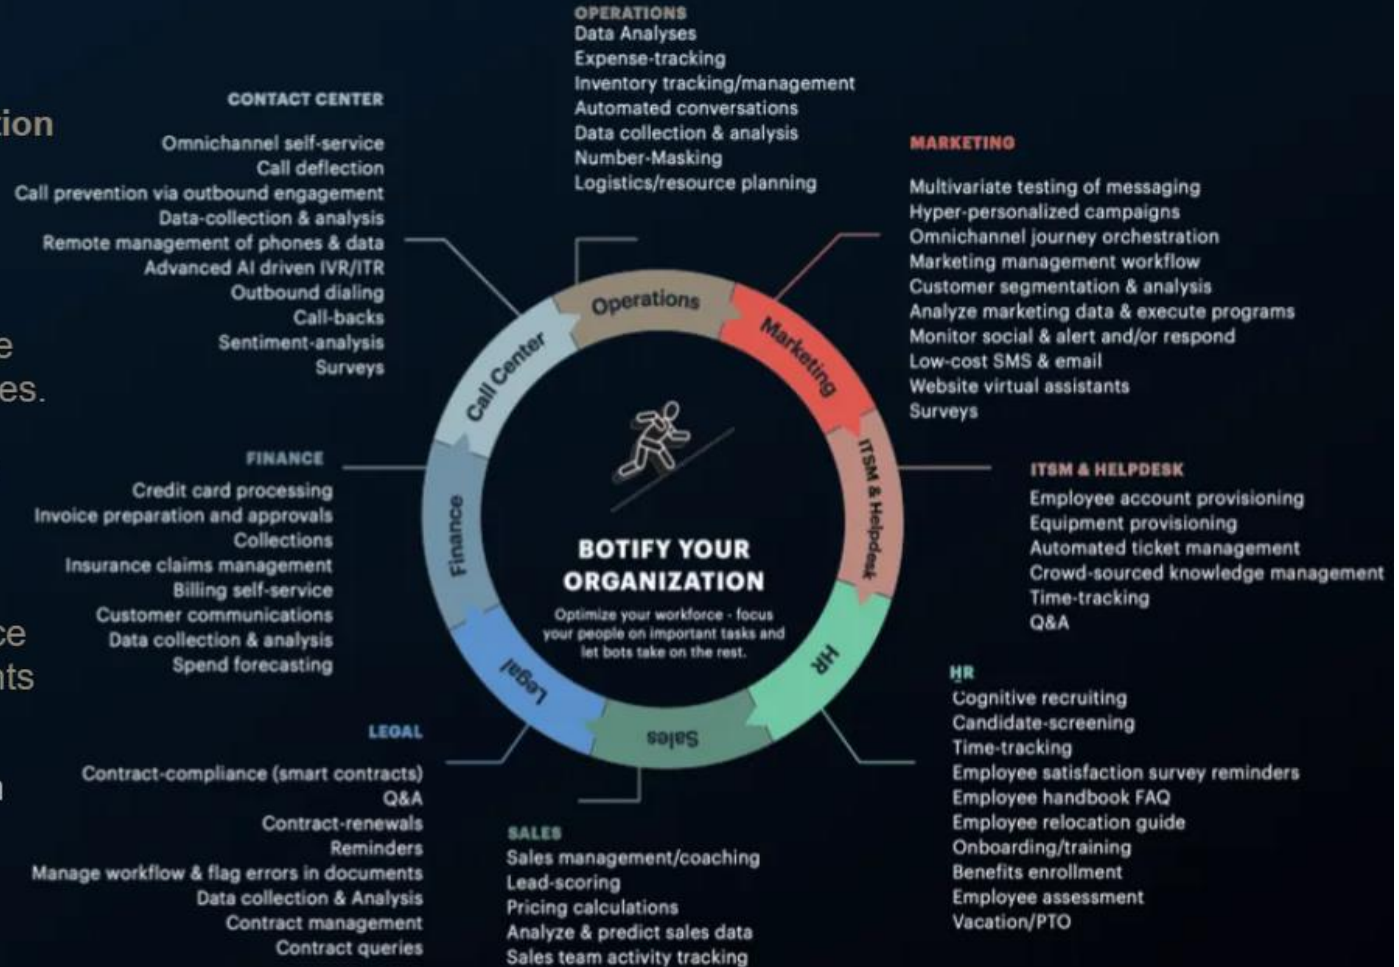 tion
e
es.
ce
nts
n
OPERATIONS
Data Analyses
Expense-tracking
Inventory tracking/management
Automated conversations
Data collection & analysis
Number-Masking
Logistics/resource planning
CONTACT CENTER
Omnichannel self-service
Call deflection
Call prevention via outbound engagement
Data-collection & analysis
Remote management of phones & data
Advanced AI driven IVR/ITR
Outbound dialing
Call-backs
Sentiment-analysis
Surveys
MARKETING
Multivariate testing of messaging
Hyper-personalized campaigns
Omnichannel journey orchestration
Marketing management workflow
Customer segmentation & analysis
Analyze marketing data & execute programs
Monitor social & alert and/or respond
Low-cost SMS & email
Website virtual assistants
Surveys
Operations
Marketing
ITSM & Helpdesk
HR
Sales
Legal
Finance
Call Center
BOTIFY YOUR
ORGANIZATION
Optimize your workforce - focus
your people on important tasks and
let bots take on the rest.
FINANCE
Credit card processing
Invoice preparation and approvals
Collections
Insurance claims management
Billing self-service
Customer communications
Data collection & analysis
Spend forecasting
ITSM & HELPDESK
Employee account provisioning
Equipment provisioning
Automated ticket management
Crowd-sourced knowledge management
Time-tracking
Q&A
HR
Cognitive recruiting
Candidate-screening
Time-tracking
Employee satisfaction survey reminders
Employee handbook FAQ
Employee relocation guide
Onboarding/training
Benefits enrollment
Employee assessment
Vacation/PTO
LEGAL
Contract-compliance (smart contracts)
Q&A
Contract-renewals
Reminders
Manage workflow & flag errors in documents
Data collection & Analysis
Contract management
Contract queries
SALES
Sales management/coaching
Lead-scoring
Pricing calculations
Analyze & predict sales data
Sales team activity tracking